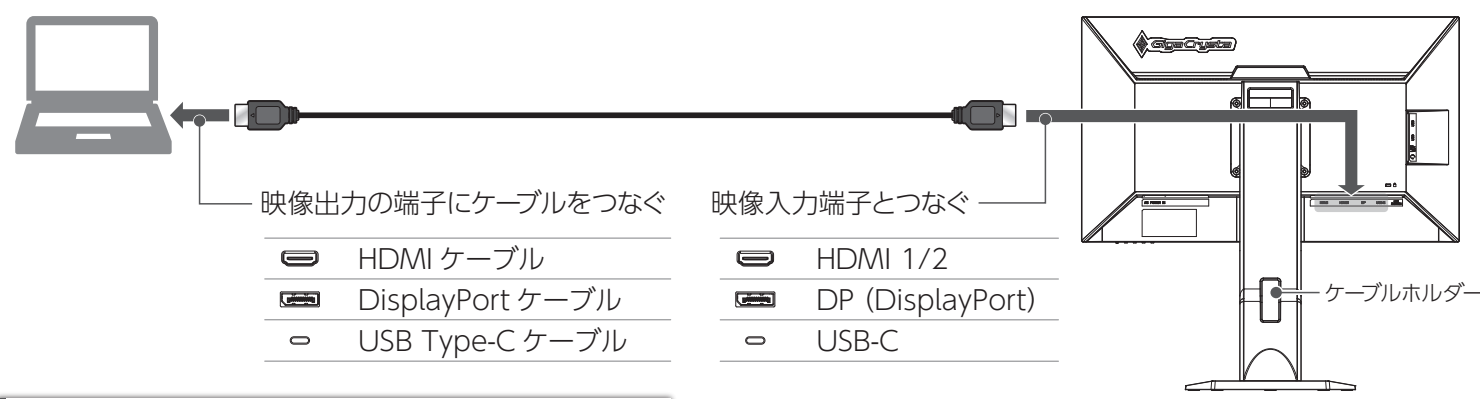 GigaCrysta
映像出力の端子にケーブルをつなぐ
HDMI ケーブル
DisplayPort ケーブル
USB Type-C ケーブル
映像入力端子とつなぐ
HDMI 1/2
DP (DisplayPort)
USB-C
ケーブルホルダー